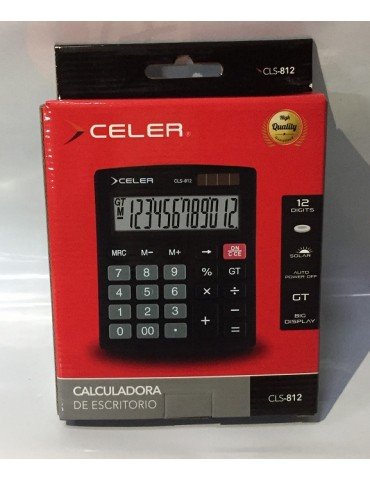 CLS-812
CELER®
High
Quality
CELER
CLS-812
GT
M-
123456789012.
12
DIGITS
SOLAR
AUTO
POWER-OFF
GT
BIG
DISPLAY
MRC M- M+ → ON C·CE
7 8 9 % GT
4 5 6 × ÷
1 2 3 + -
0 00 · =
CALCULADORA
DE ESCRITORIO
CLS-812